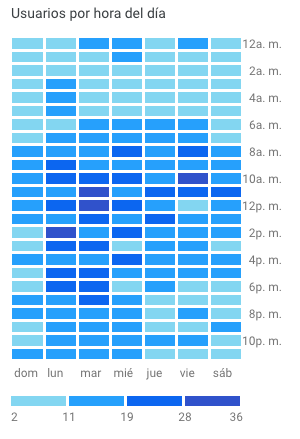 Usuarios por hora del día
12a. m.
2a. m.
4a. m.
6a. m.
8a. m.
10a. m.
12p. m.
2p. m.
4p. m.
6p. m.
8p. m.
10p. m.
dom lun mar mié jue vie sáb
2 11 19 28 36